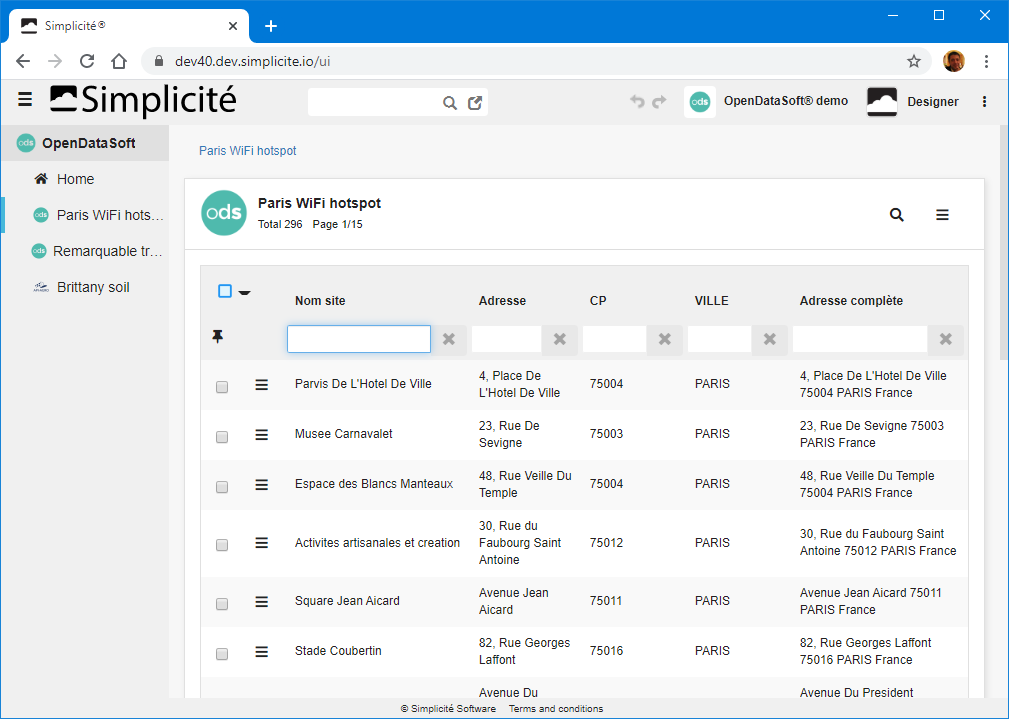 Simplicité®
dev40.dev.simplicite.io/ui
Simplicité
ods
OpenDataSoft® demo
Designer
ods
OpenDataSoft
Home
ods
Paris WiFi hots...
ods
Remarquable tr...
Brittany soil
Paris WiFi hotspot
ods
Paris WiFi hotspot
Total 296 Page 1/15
Nom site Adresse CP VILLE Adresse complète
Parvis De L'Hotel De Ville
4, Place De
L'Hotel De Ville
75004
PARIS
4, Place De L'Hotel De Ville
75004 PARIS France
Musee Carnavalet
23, Rue De
Sevigne
75003
PARIS
23, Rue De Sevigne 75003
PARIS France
Espace des Blancs Manteaux
48, Rue Veille Du
Temple
75004
PARIS
48, Rue Veille Du Temple
75004 PARIS France
Activites artisanales et creation
30, Rue du
Faubourg Saint
Antoine
75012
PARIS
30, Rue du Faubourg Saint
Antoine 75012 PARIS France
Square Jean Aicard
Avenue Jean
Aicard
75011
PARIS
Avenue Jean Aicard 75011
PARIS France
Stade Coubertin
82, Rue Georges
Laffont
75016
PARIS
82, Rue Georges Laffont
75016 PARIS France
Avenue Du
Avenue Du President
© Simplicité Software Terms and conditions